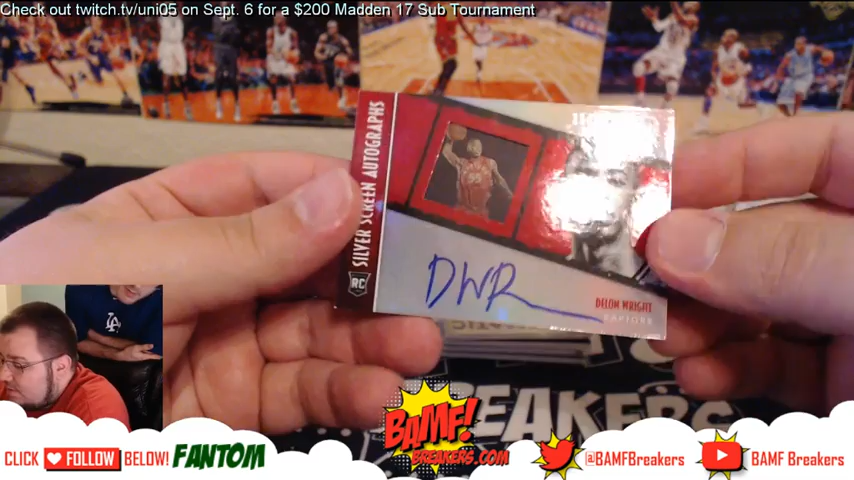 Check out twitch.tv/uni05 on Sept. 6 for a $200 Madden 17 Sub Tournament
SILVER SCREEN AUTOGRAPHS
RC
DWR
DELON WRIGHT
RAPTORS
LA
BREAKERS
CLICK FOLLOW BELOW! FANTOM
BAMF!
BREAKERS.COM
@BAMFBreakers
BAMF Breakers